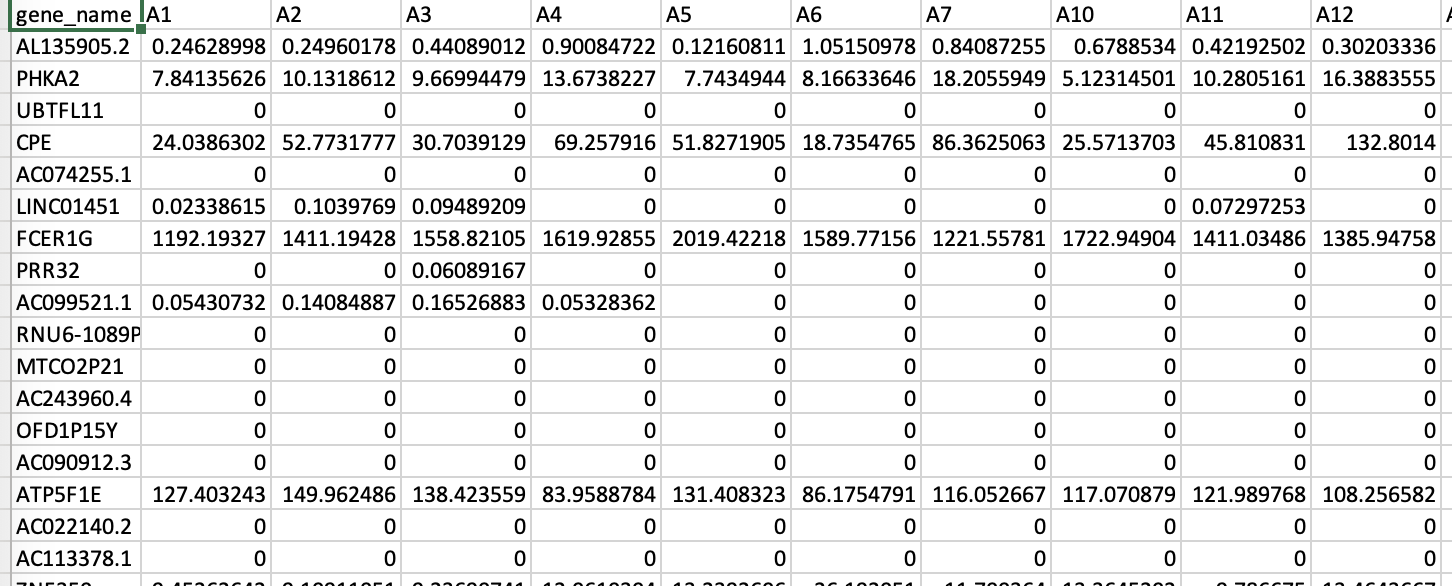 gene_name A1 A2 A3 A4 A5 A6 A7 A10 A11 A12
AL135905.2 0.24628998 0.24960178 0.44089012 0.90084722 0.12160811 1.05150978 0.84087255 0.6788534 0.42192502 0.30203336
PHKA2 7.84135626 10.1318612 9.66994479 13.6738227 7.7434944 8.16633646 18.2055949 5.12314501 10.2805161 16.3883555
UBTFL11 0 0 0 0 0 0 0 0 0 0
CPE 24.0386302 52.7731777 30.7039129 69.257916 51.8271905 18.7354765 86.3625063 25.5713703 45.810831 132.8014
AC074255.1 0 0 0 0 0 0 0 0 0 0
LINC01451 0.02338615 0.1039769 0.09489209 0 0 0 0 0 0.07297253 0
FCER1G 1192.19327 1411.19428 1558.82105 1619.92855 2019.42218 1589.77156 1221.55781 1722.94904 1411.03486 1385.94758
PRR32 0 0 0.06089167 0 0 0 0 0 0 0
AC099521.1 0.05430732 0.14084887 0.16526883 0.05328362 0 0 0 0 0 0
RNU6-1089P 0 0 0 0 0 0 0 0 0 0
MTCO2P21 0 0 0 0 0 0 0 0 0 0
AC243960.4 0 0 0 0 0 0 0 0 0 0
OFD1P15Y 0 0 0 0 0 0 0 0 0 0
AC090912.3 0 0 0 0 0 0 0 0 0 0
ATP5F1E 127.403243 149.962486 138.423559 83.9588784 131.408323 86.1754791 116.052667 117.070879 121.989768 108.256582
AC022140.2 0 0 0 0 0 0 0 0 0 0
AC113378.1 0 0 0 0 0 0 0 0 0 0